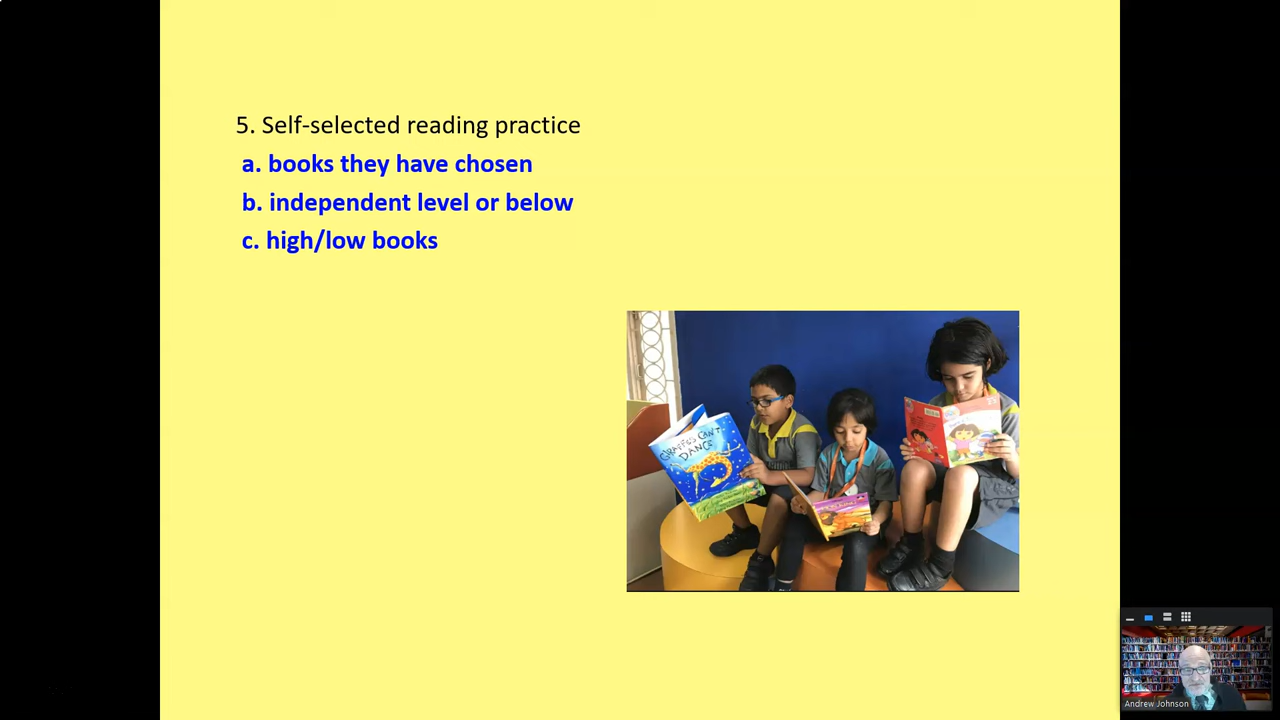 5. Self-selected reading practice
a. books they have chosen
b. independent level or below
c. high/low books
GIRAFFES CAN'T
DANCE
Andrew Johnson